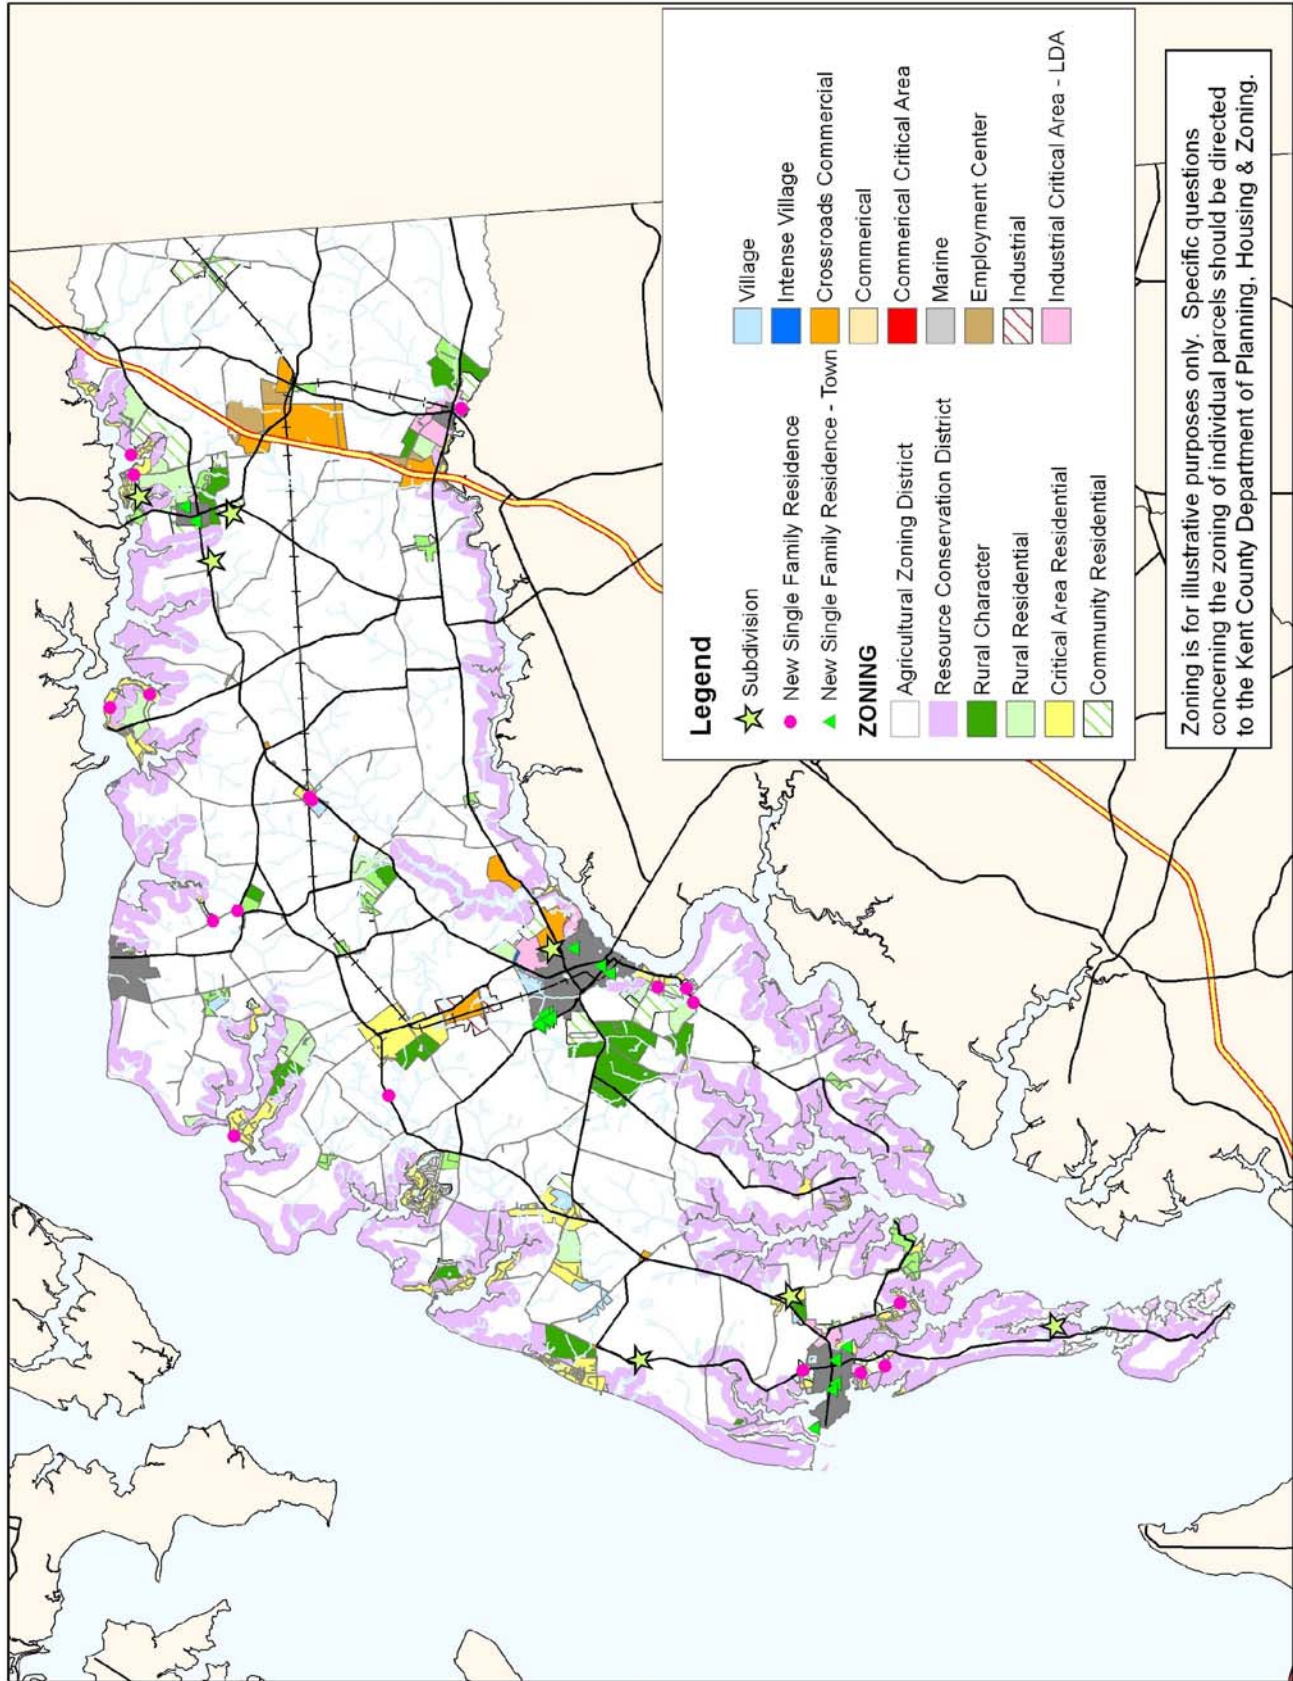 Legend
Subdivision
New Single Family Residence
New Single Family Residence - Town
ZONING
Agricultural Zoning District
Resource Conservation District
Rural Character
Rural Residential
Critical Area Residential
Community Residential
Village
Intense Village
Crossroads Commercial
Commerical
Commerical Critical Area
Marine
Employment Center
Industrial
Industrial Critical Area - LDA
Zoning is for illustrative purposes only. Specific questions
concerning the zoning of individual parcels should be directed
to the Kent County Department of Planning, Housing & Zoning.